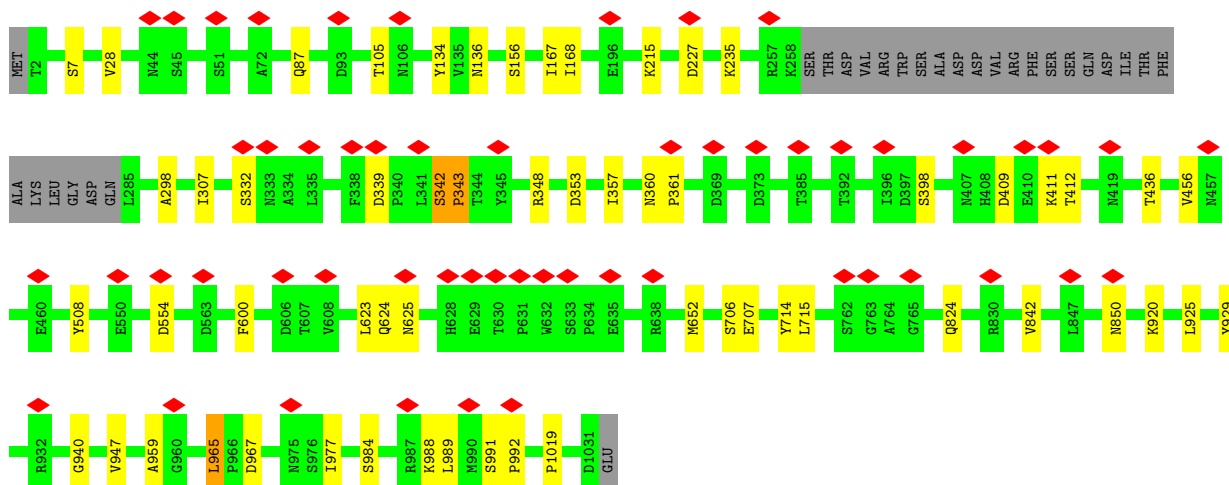 MET T2 S7 V28 N44 S45 S51 A72 Q87 D93 T105 N106 Y134 V135 N136 S156 I167 I168 E196 K215 D227 K235 R257 K258 SER THR ASP VAL ARG TRP SER ALA ASP ASP VAL ARG PHE SER SER GLN ASP ILE THR PHE
ALA LYS LEU GLY ASP GLN L285 A298 I307 S332 N333 A334 L335 F338 D339 P340 L341 S342 P343 T344 Y345 R348 D353 I357 N360 P361 D369 D373 T385 T392 I396 D397 S398 N407 H408 D409 E410 K411 T412 N419 T436 V456 N457
E460 Y508 E550 D554 D563 F600 D606 T607 V608 L623 Q624 N625 H628 E629 T630 P631 W632 S633 P634 E635 R638 M652 S706 E707 Y714 L715 S762 G763 A764 G765 Q824 R830 V842 L847 N850 K920 L925 Y929
R932 G940 V947 A959 G960 L965 P966 D967 N975 S976 I977 S984 R987 K988 L989 M990 S991 P992 P1019 D1031 GLU